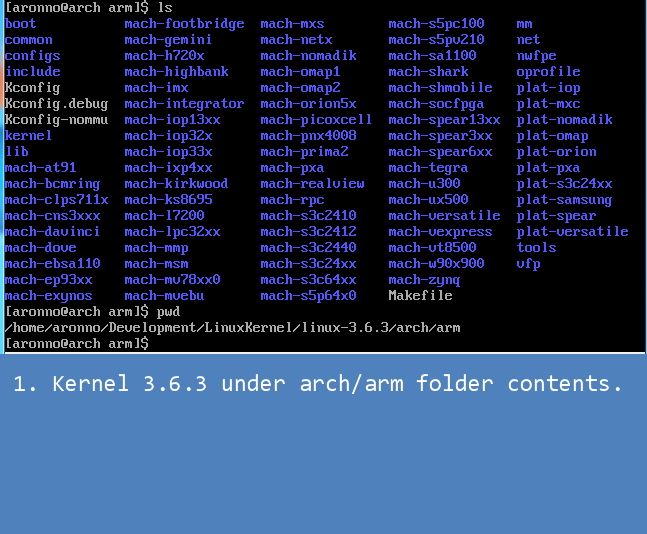 [aronno@arch arm]$ ls
boot mach-footbridge mach-mxs mach-s5pc100 mm
common mach-gemini mach-netx mach-s5pv210 net
configs mach-h720x mach-nomadik mach-sa1100 nwfpe
include mach-highbank mach-omap1 mach-shark oprofile
Kconfig mach-imx mach-omap2 mach-shmobile plat-iop
Kconfig.debug mach-integrator mach-orion5x mach-socfpga plat-mxc
Kconfig-nommu mach-iop13xx mach-picoxcell mach-spear13xx plat-nomadik
kernel mach-iop32x mach-pnx4008 mach-spear3xx plat-omap
lib mach-iop33x mach-prima2 mach-spear6xx plat-orion
mach-at91 mach-ixp4xx mach-pxa mach-tegra plat-pxa
mach-bcmring mach-kirkwood mach-realview mach-u300 plat-s3c24xx
mach-clps711x mach-ks8695 mach-rpc mach-ux500 plat-samsung
mach-cns3xxx mach-l7200 mach-s3c2410 mach-versatile plat-spear
mach-davinci mach-lpc32xx mach-s3c2412 mach-vexpress plat-versatile
mach-dove mach-mmp mach-s3c2440 mach-vt8500 tools
mach-ebsa110 mach-msm mach-s3c24xx mach-w90x900 vfp
mach-ep93xx mach-mv78xx0 mach-s3c64xx mach-zynq
mach-exynos mach-mvebu mach-s5p64x0 Makefile
[aronno@arch arm]$ pwd
/home/aronno/Development/LinuxKernel/linux-3.6.3/arch/arm
[aronno@arch arm]$
1. Kernel 3.6.3 under arch/arm folder contents.